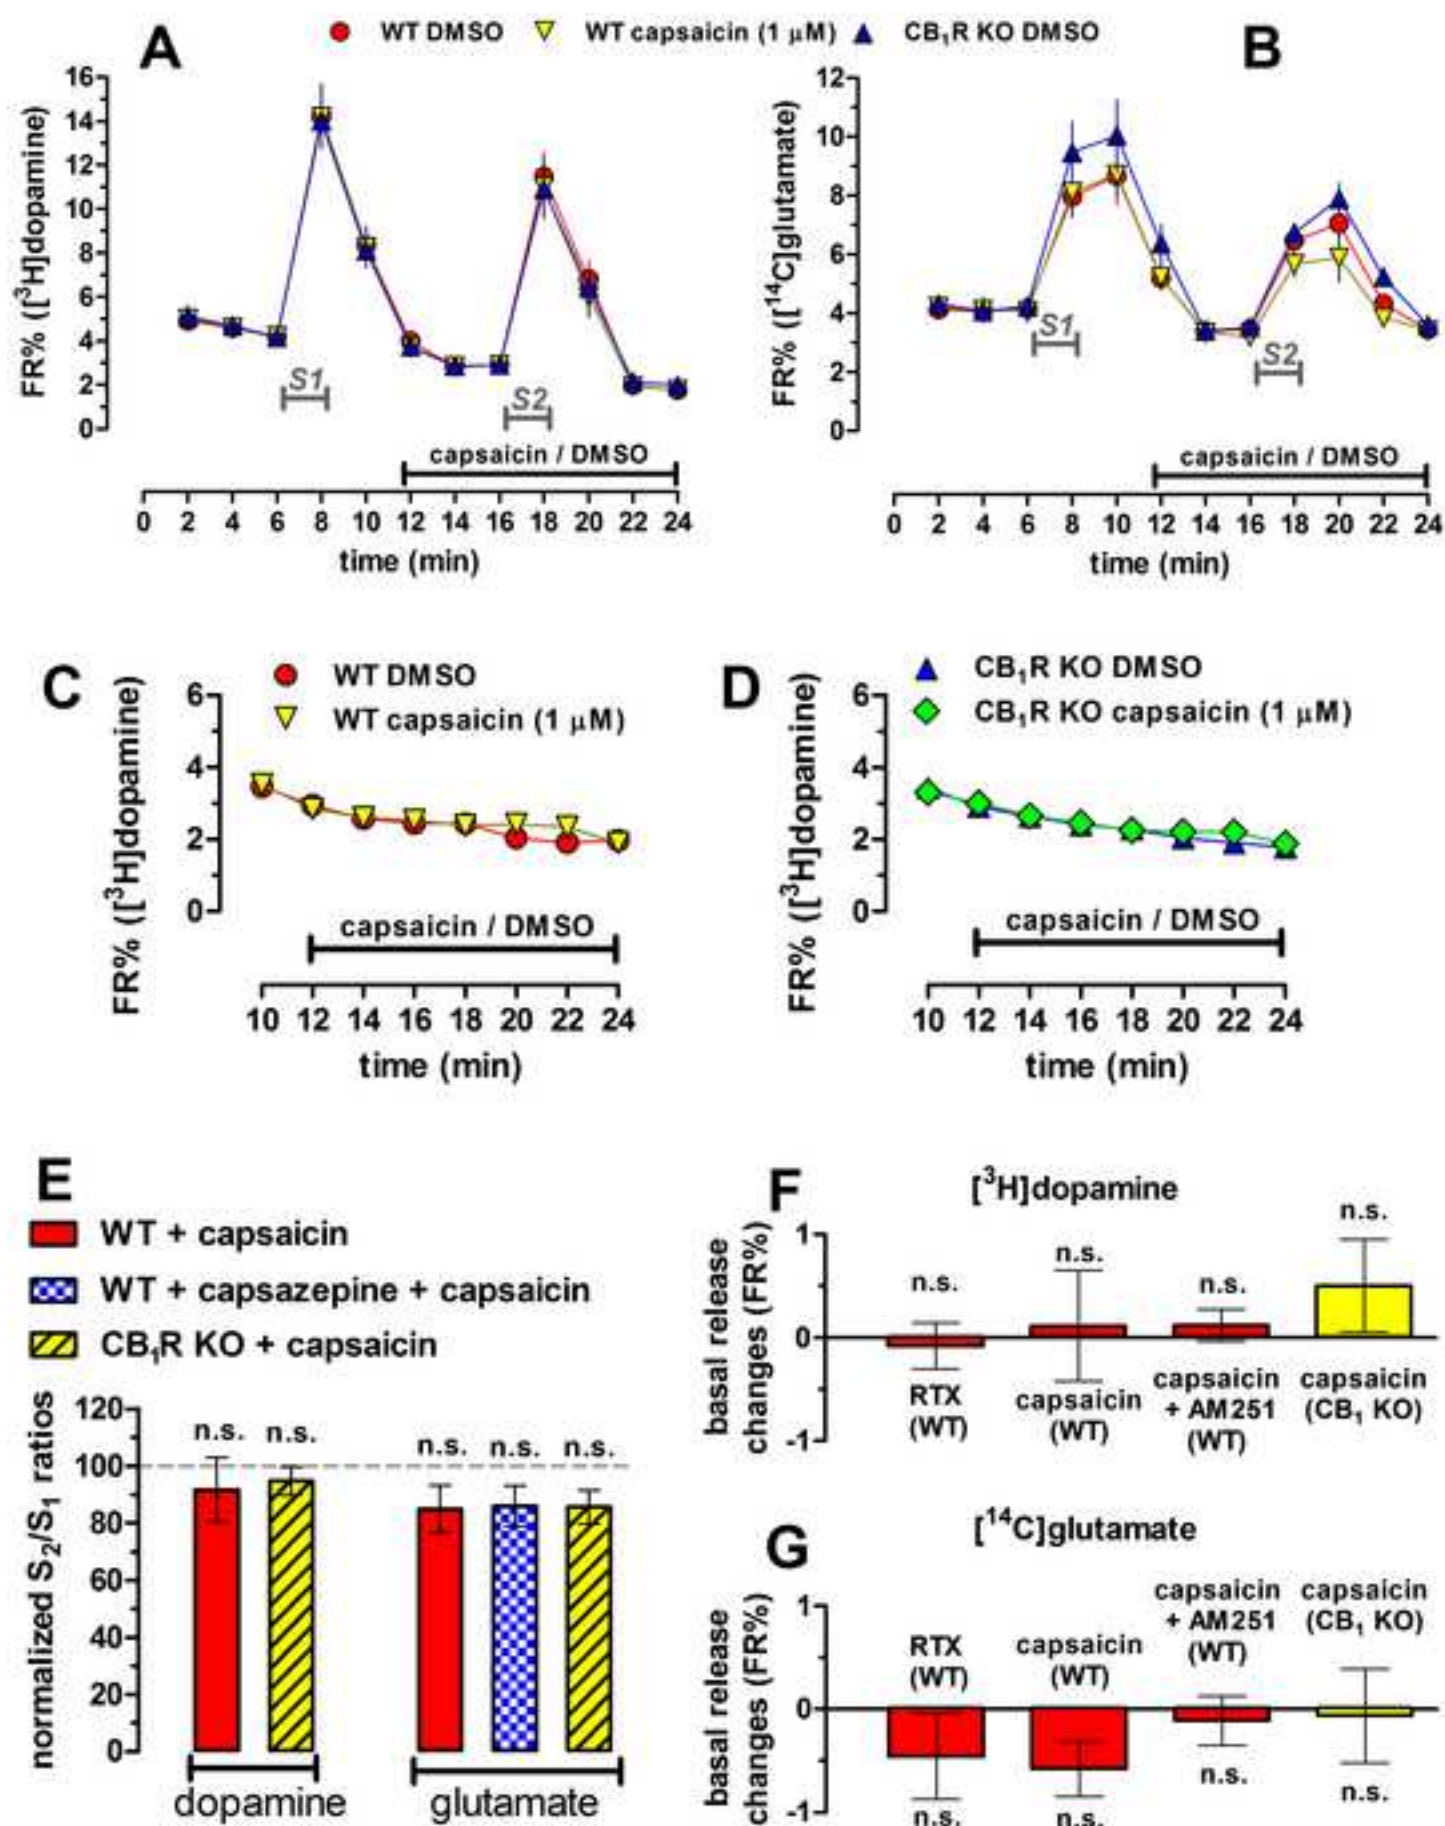 A
WT DMSO
WT capsaicin (1 μM)
CB₁R KO DMSO
B
FR% ([³H]dopamine)
16
14
12
10
8
6
4
2
0
S1
S2
capsaicin / DMSO
0 2 4 6 8 10 12 14 16 18 20 22 24
time (min)
FR% ([¹⁴C]glutamate)
12
10
8
6
4
2
0
S1
S2
capsaicin / DMSO
0 2 4 6 8 10 12 14 16 18 20 22 24
time (min)
C
WT DMSO
WT capsaicin (1 μM)
FR% ([³H]dopamine)
6
4
2
0
capsaicin / DMSO
10 12 14 16 18 20 22 24
time (min)
D
CB₁R KO DMSO
CB₁R KO capsaicin (1 μM)
FR% ([³H]dopamine)
6
4
2
0
capsaicin / DMSO
10 12 14 16 18 20 22 24
time (min)
E
WT + capsaicin
WT + capsazepine + capsaicin
CB₁R KO + capsaicin
normalized S₂/S₁ ratios
120
100
80
60
40
20
0
n.s. n.s. n.s. n.s. n.s.
dopamine glutamate
F
[³H]dopamine
basal release
changes (FR%)
1
0
-1
n.s. n.s. n.s. n.s.
RTX
(WT)
capsaicin
(WT)
capsaicin
+ AM251
(WT)
capsaicin
(CB₁ KO)
G
[¹⁴C]glutamate
basal release
changes (FR%)
1
0
-1
RTX
(WT)
capsaicin
(WT)
capsaicin
+ AM251
(WT)
capsaicin
(CB₁ KO)
n.s. n.s. n.s. n.s.